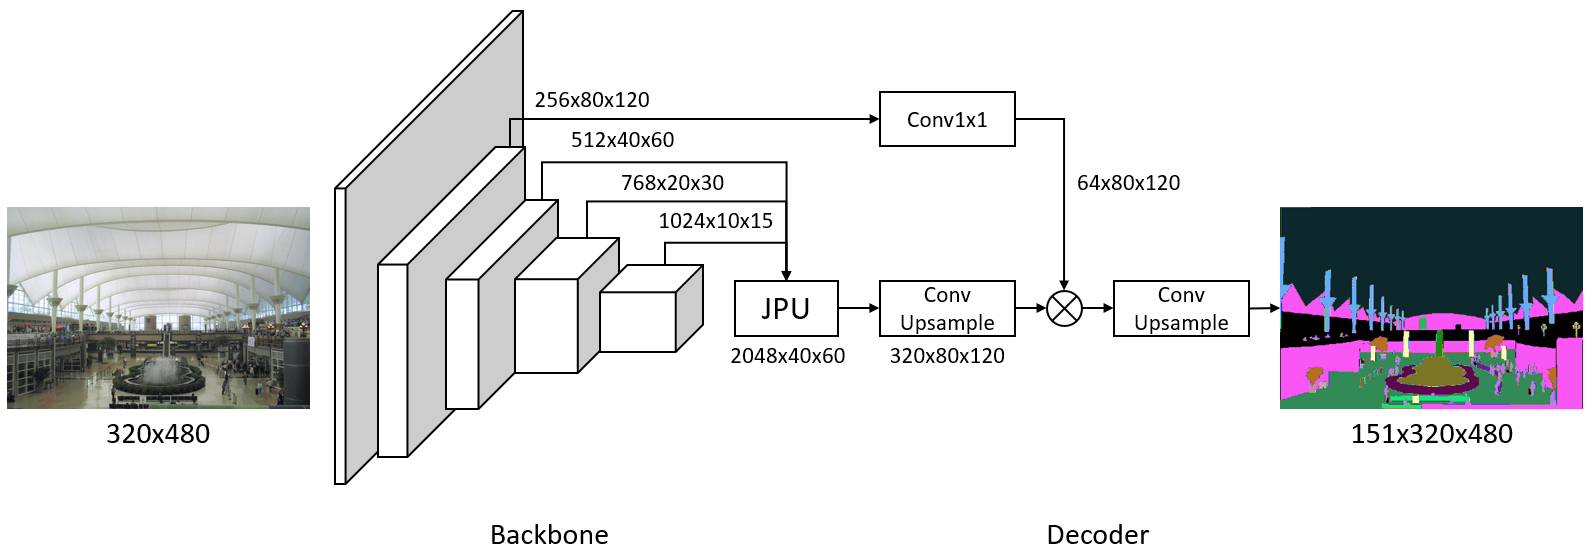 256x80x120
Conv1x1
512x40x60
768x20x30
64x80x120
1024x10x15
JPU
Conv
Upsample
Conv
Upsample
2048x40x60
320x80x120
320x480
151x320x480
Backbone
Decoder